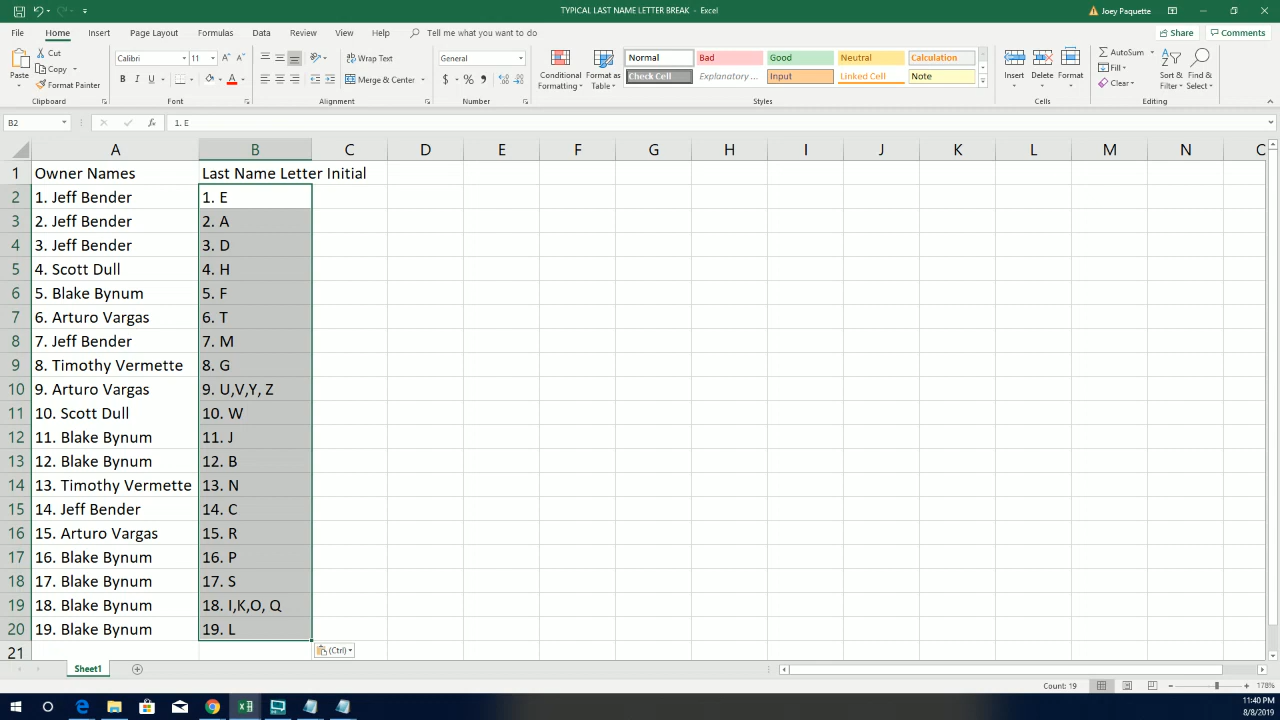 TYPICAL LAST NAME LETTER BREAK - Excel
Joey Paquette
File Home Insert Page Layout Formulas Data Review View Help Tell me what you want to do Share Comments
Paste Cut Copy Format Painter Clipboard
Calibri 11 B I U A Font
Wrap Text Merge & Center Alignment
General $ % Number
Conditional Formatting Format as Table
Normal Bad Good Neutral Calculation
Check Cell Explanatory ... Input Linked Cell Note
Styles
Insert Delete Format Cells
AutoSum Fill Clear Sort & Filter Find & Select Editing
B2 fx 1. E
A B C D E F G H I J K L M N C
1 Owner Names Last Name Letter Initial
2 1. Jeff Bender 1. E
3 2. Jeff Bender 2. A
4 3. Jeff Bender 3. D
5 4. Scott Dull 4. H
6 5. Blake Bynum 5. F
7 6. Arturo Vargas 6. T
8 7. Jeff Bender 7. M
9 8. Timothy Vermette 8. G
10 9. Arturo Vargas 9. U,V,Y, Z
11 10. Scott Dull 10. W
12 11. Blake Bynum 11. J
13 12. Blake Bynum 12. B
14 13. Timothy Vermette 13. N
15 14. Jeff Bender 14. C
16 15. Arturo Vargas 15. R
17 16. Blake Bynum 16. P
18 17. Blake Bynum 17. S
19 18. Blake Bynum 18. I,K,O, Q
20 19. Blake Bynum 19. L
21 (Ctrl)
Sheet1
Count: 19 178%
11:40 PM
8/8/2019